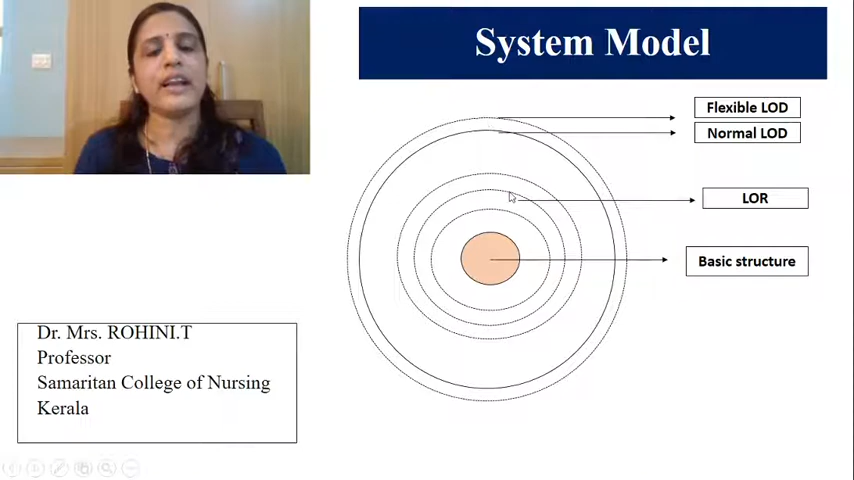 System Model
Flexible LOD
Normal LOD
LOR
Basic structure
Dr. Mrs. ROHINI.T
Professor
Samaritan College of Nursing
Kerala